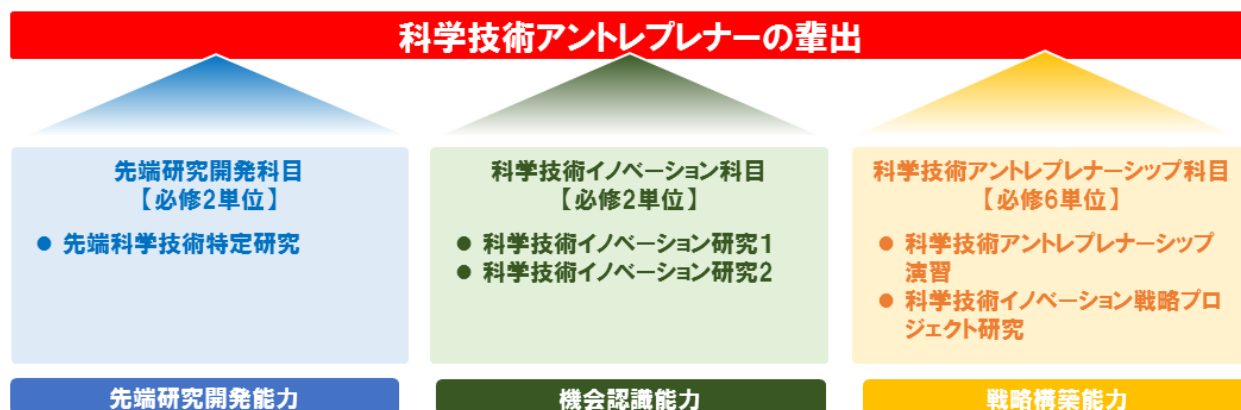 科学技術アントレプレナーの輩出
先端研究開発科目
【必修2単位】
● 先端科学技術特定研究
科学技術イノベーション科目
【必修2単位】
● 科学技術イノベーション研究1
● 科学技術イノベーション研究2
科学技術アントレプレナーシップ科目
【必修6単位】
● 科学技術アントレプレナーシップ
演習
● 科学技術イノベーション戦略プロ
ジェクト研究
先端研究開発能力
機会認識能力
戦略構築能力